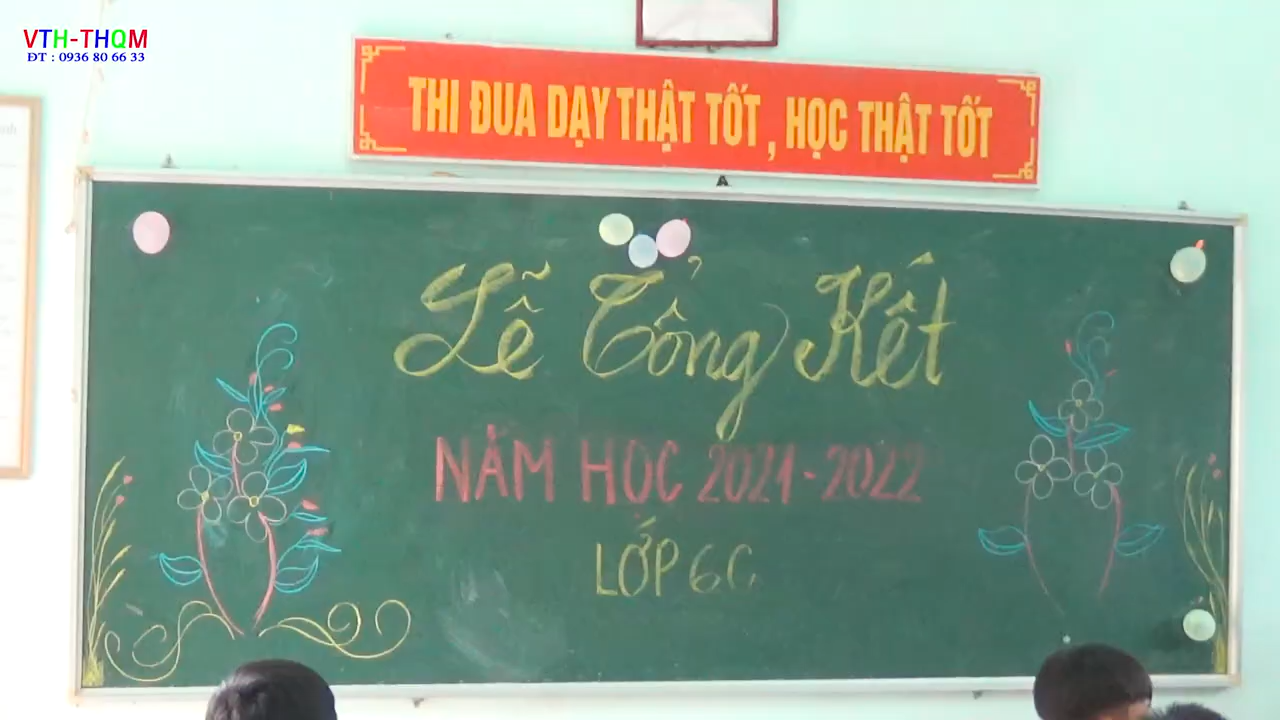 VTH-THQM
ĐT : 0936 80 66 33
THI ĐUA DẠY THẬT TỐT , HỌC THẬT TỐT
Lễ Tổng Kết
NĂM HỌC 2021-2022
LỚP 6C